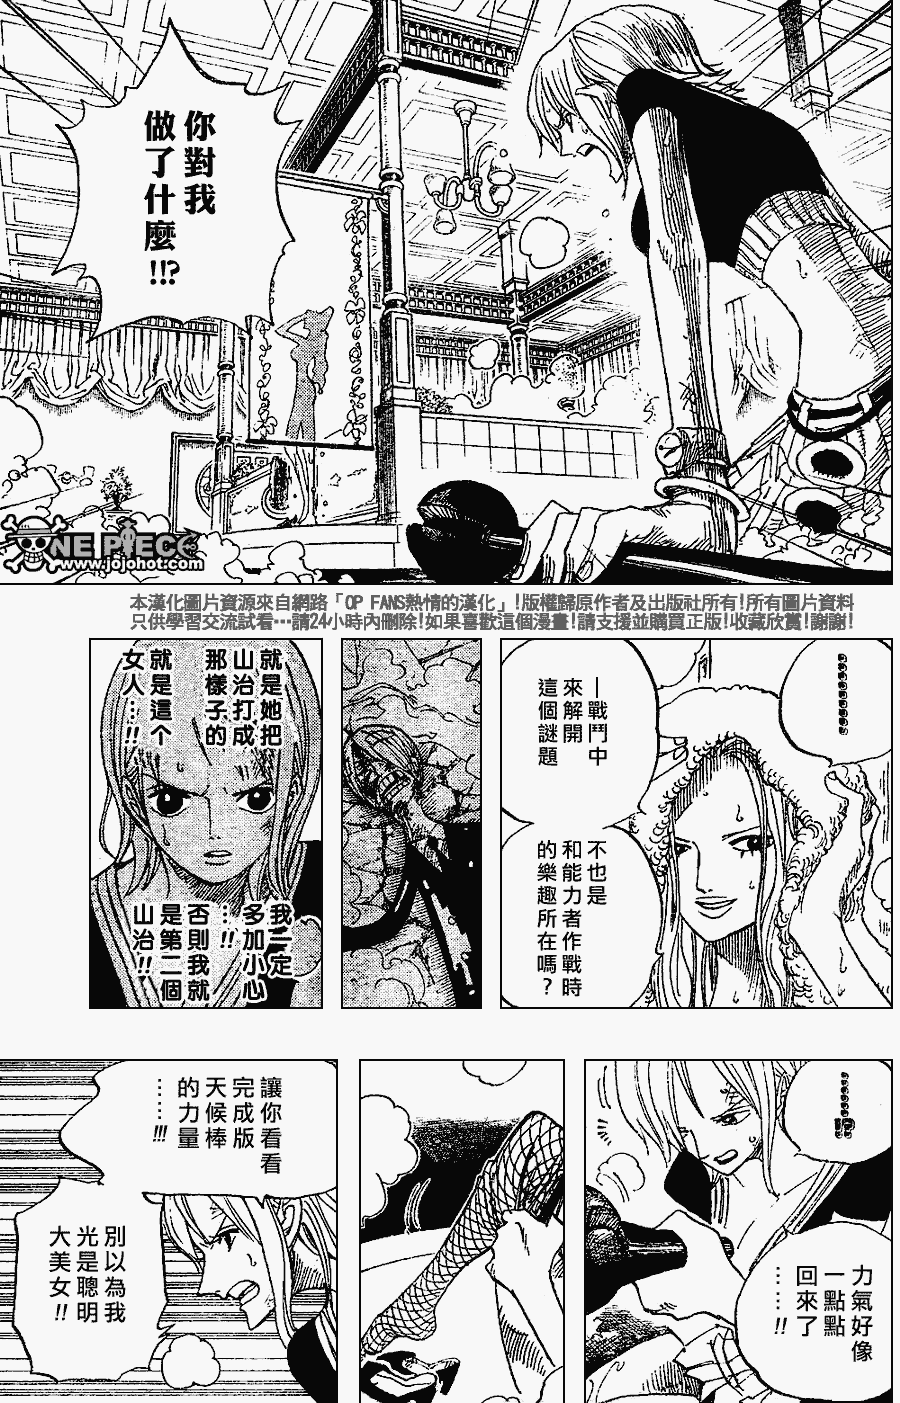 你對我
做了什麼!!?
ONE PIECE
www.jojohot.com
本漢化圖片資源來自網路「OP FANS熱情的漢化」!版權歸原作者及出版社所有!所有圖片資料
只供學習交流試看…請24小時內刪除!如果喜歡這個漫畫!請支援並購買正版!收藏欣賞!謝謝!
………
—戰鬥中
來解開
這個謎題
不也是
和能力者作戰時
的樂趣所在嗎?
就是她把
山治打成
那樣子的
就是這个
女人…!!
我一定
多加小心
…!!
否則我就
是第二個
山治!!
……!!
力氣好像
一點點
回來了
……!!
讓你看看
完成版
天候棒
的力量
……!!!
別以為我
光是聰明
大美女!!